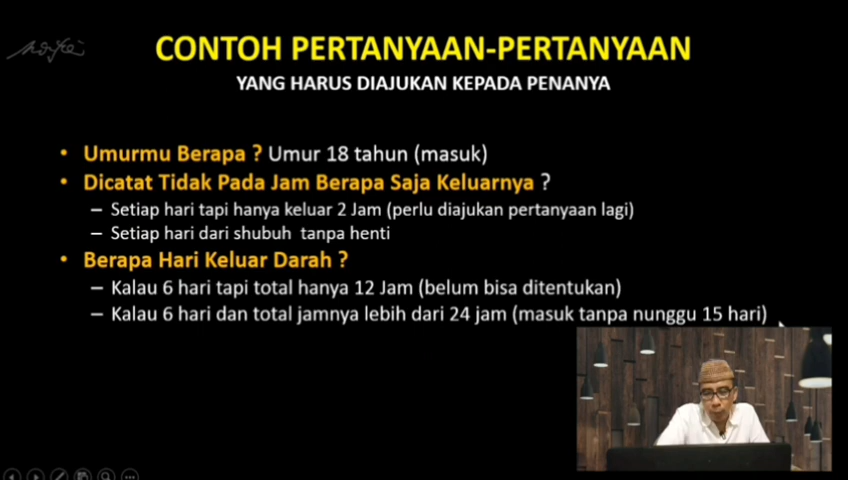 CONTOH PERTANYAAN-PERTANYAAN
YANG HARUS DIAJUKAN KEPADA PENANYA
• Umurmu Berapa ? Umur 18 tahun (masuk)
• Dicatat Tidak Pada Jam Berapa Saja Keluarnya ?
– Setiap hari tapi hanya keluar 2 Jam (perlu diajukan pertanyaan lagi)
– Setiap hari dari shubuh tanpa henti
• Berapa Hari Keluar Darah ?
– Kalau 6 hari tapi total hanya 12 Jam (belum bisa ditentukan)
– Kalau 6 hari dan total jamnya lebih dari 24 jam (masuk tanpa nunggu 15 hari)